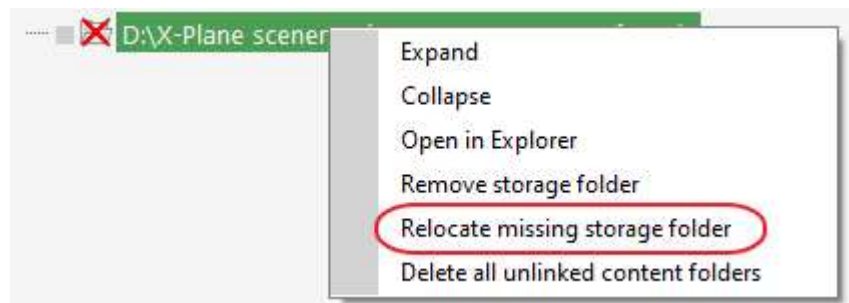 D:\X-Plane scener
Expand
Collapse
Open in Explorer
Remove storage folder
Relocate missing storage folder
Delete all unlinked content folders